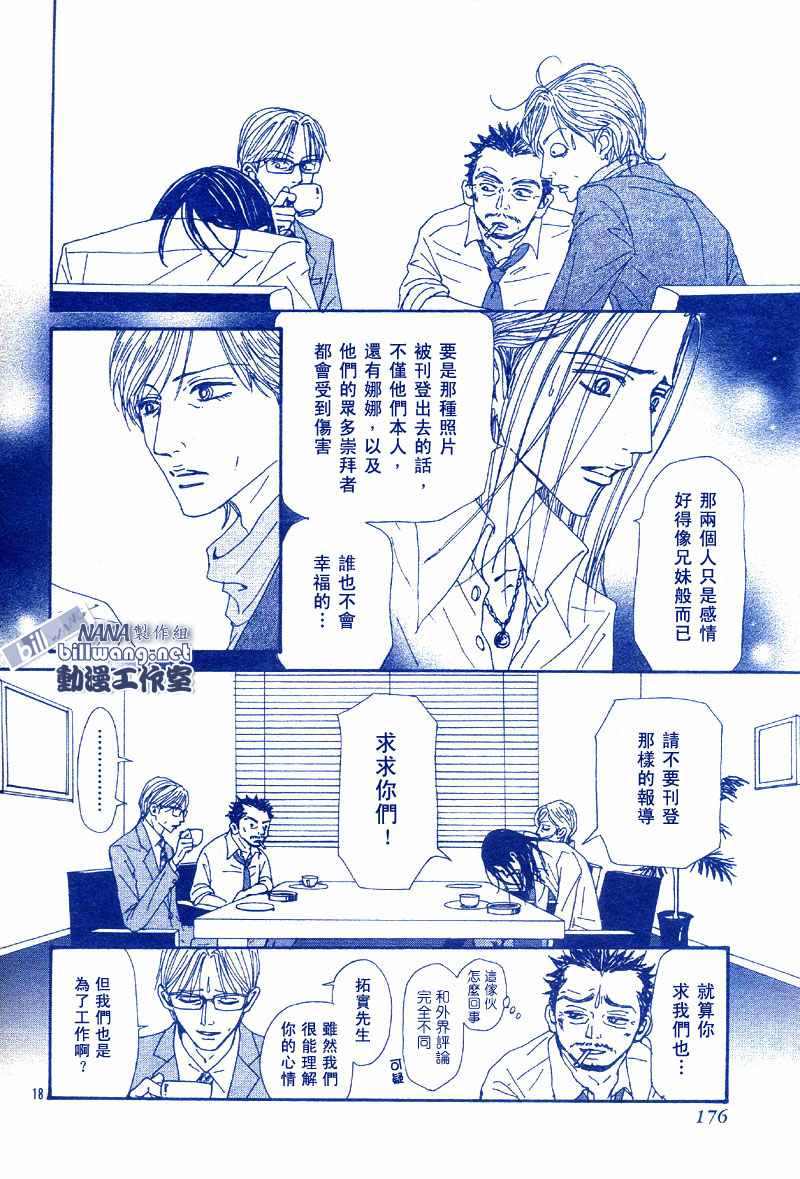 那兩個人只是感情
好得像兄妹般而已
要是那種照片
被刊登出去的話，
不僅他們本人，
還有娜娜，以及
他們的眾多崇拜者
都會受到傷害
誰也不會
幸福的…
bill
NANA製作組
billwang.net
動漫工作室
請不要刊登
那樣的報導
求求你們！
…………
就算你
求我們也…
這傢伙
怎麼回事
和外界評論
完全不同
可疑
拓實先生
雖然我們
很能理解
你的心情
但我們也是
為了工作啊？
18
176